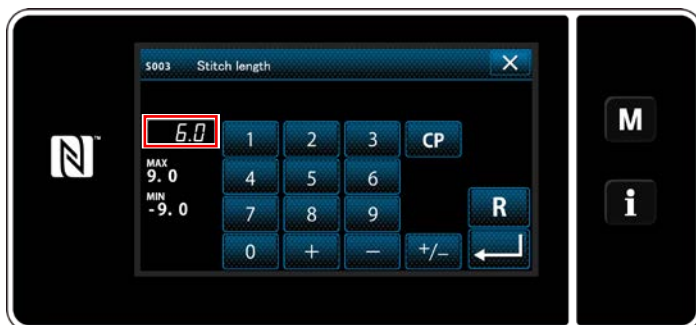 S003 Stitch length
6.0
1 2 3 CP
MAX
9.0
4 5 6
MIN
-9.0
7 8 9 R
0 + − +/−
M
i
N